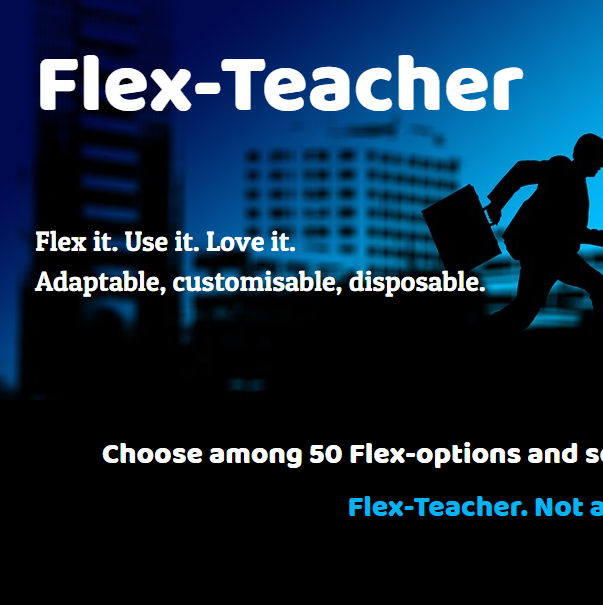 Flex-Teacher
Flex it. Use it. Love it.
Adaptable, customisable, disposable.
Choose among 50 Flex-options and
Flex-Teacher. Not